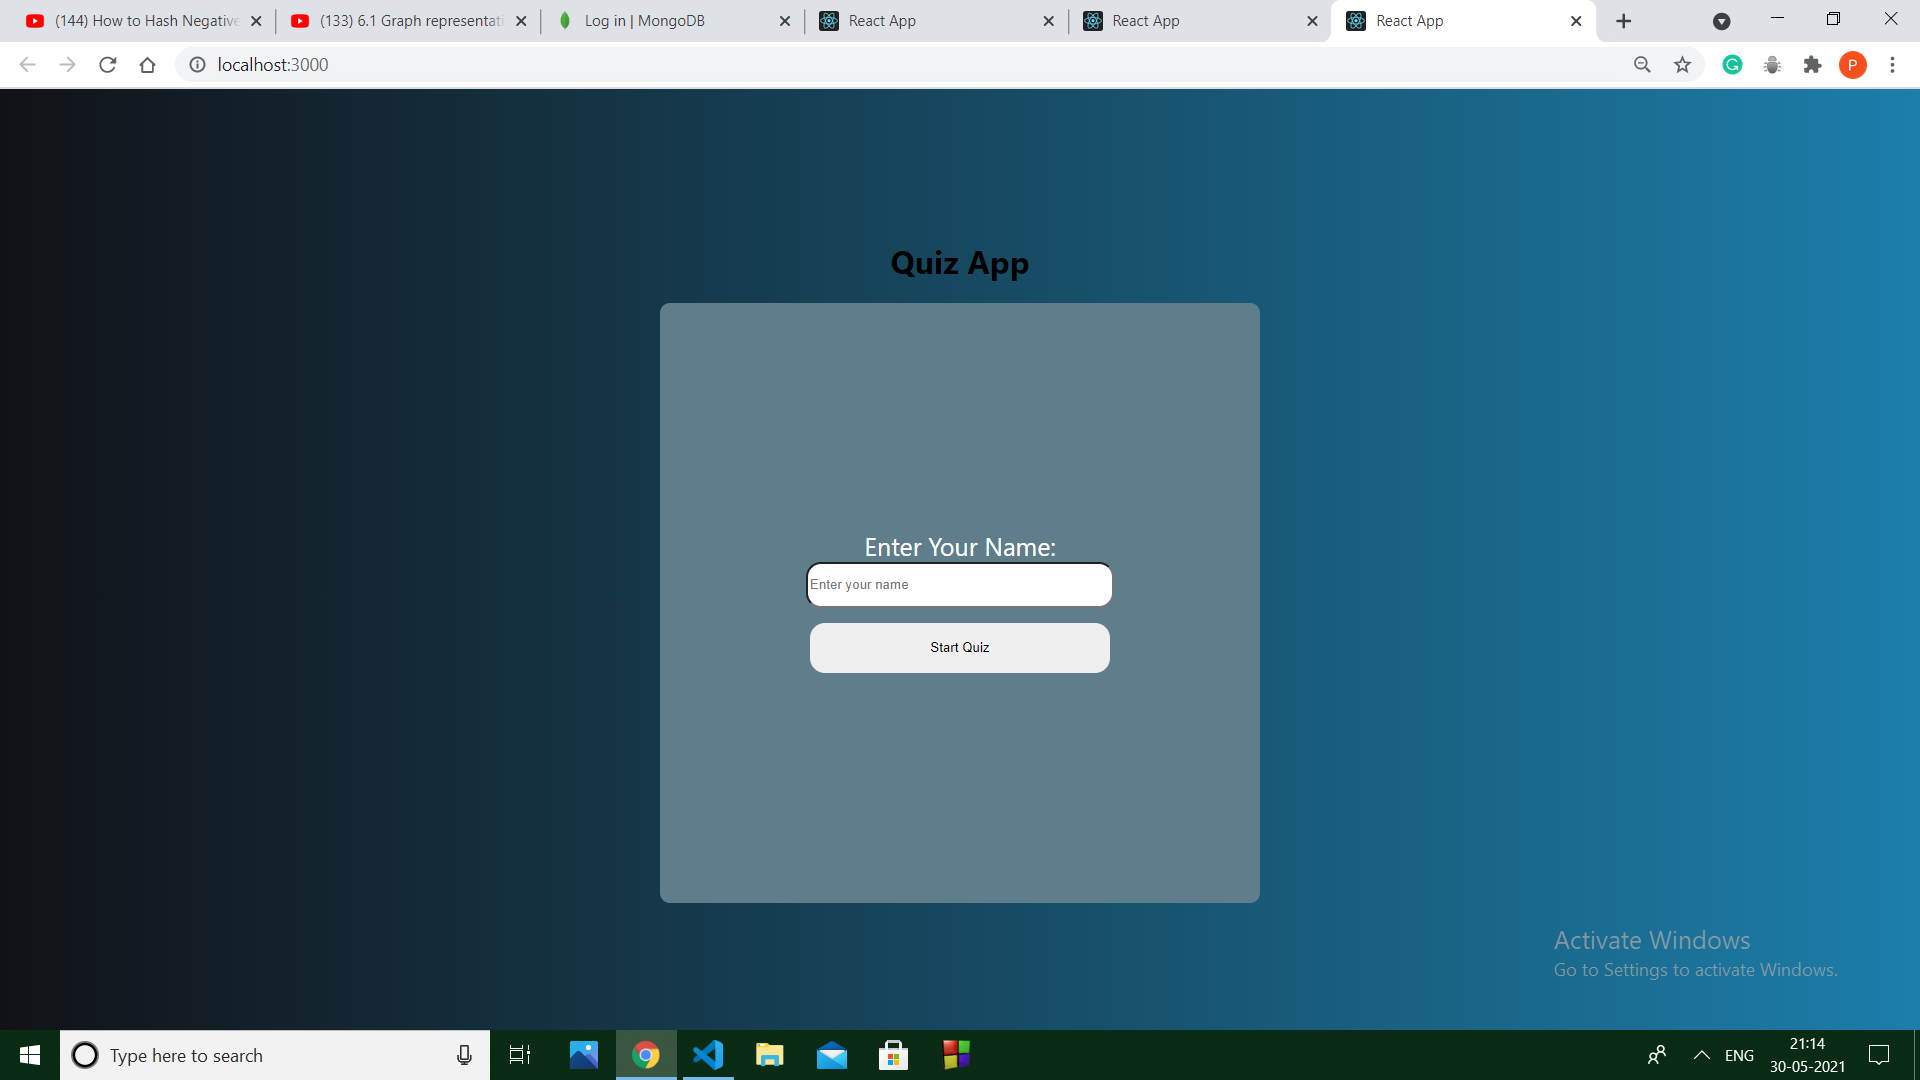 (144) How to Hash Negative
(133) 6.1 Graph representati
Log in | MongoDB
React App
React App
React App
localhost:3000
P
Quiz App
Enter Your Name:
Enter your name
Start Quiz
Activate Windows
Go to Settings to activate Windows.
Type here to search
ENG
21:14
30-05-2021